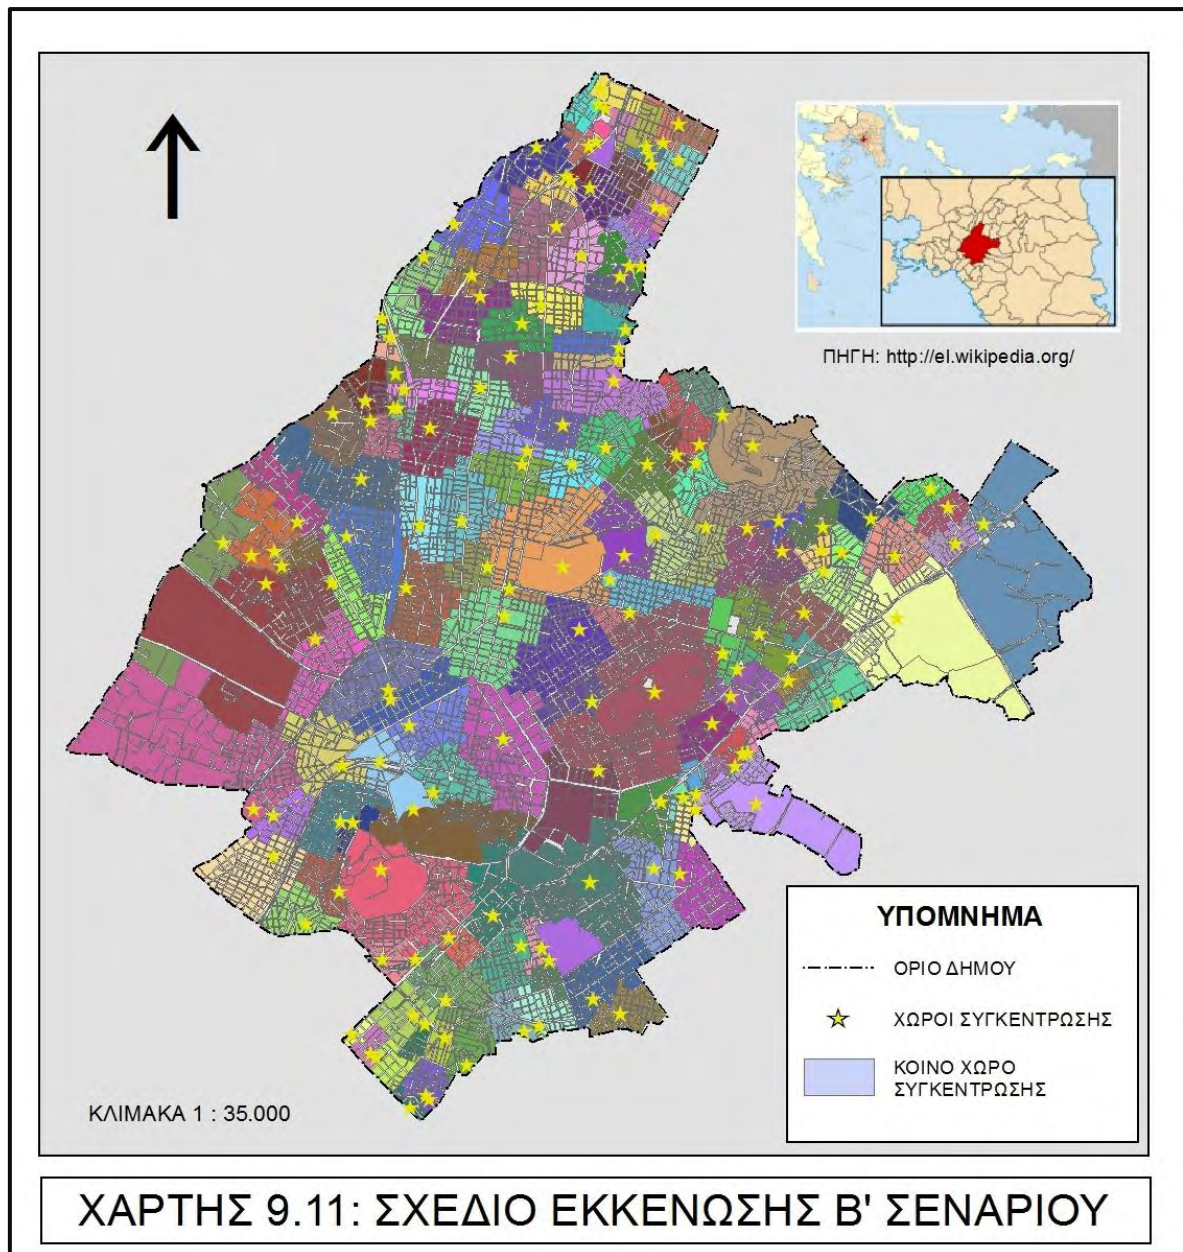 ΠΗΓΗ: http://el.wikipedia.org/
ΥΠΟΜΝΗΜΑ
ΟΡΙΟ ΔΗΜΟΥ
ΧΩΡΟΙ ΣΥΓΚΕΝΤΡΩΣΗΣ
ΚΟΙΝΟ ΧΩΡΟ
ΣΥΓΚΕΝΤΡΩΣΗΣ
ΚΛΙΜΑΚΑ 1 : 35.000
ΧΑΡΤΗΣ 9.11: ΣΧΕΔΙΟ ΕΚΚΕΝΩΣΗΣ Β' ΣΕΝΑΡΙΟΥ